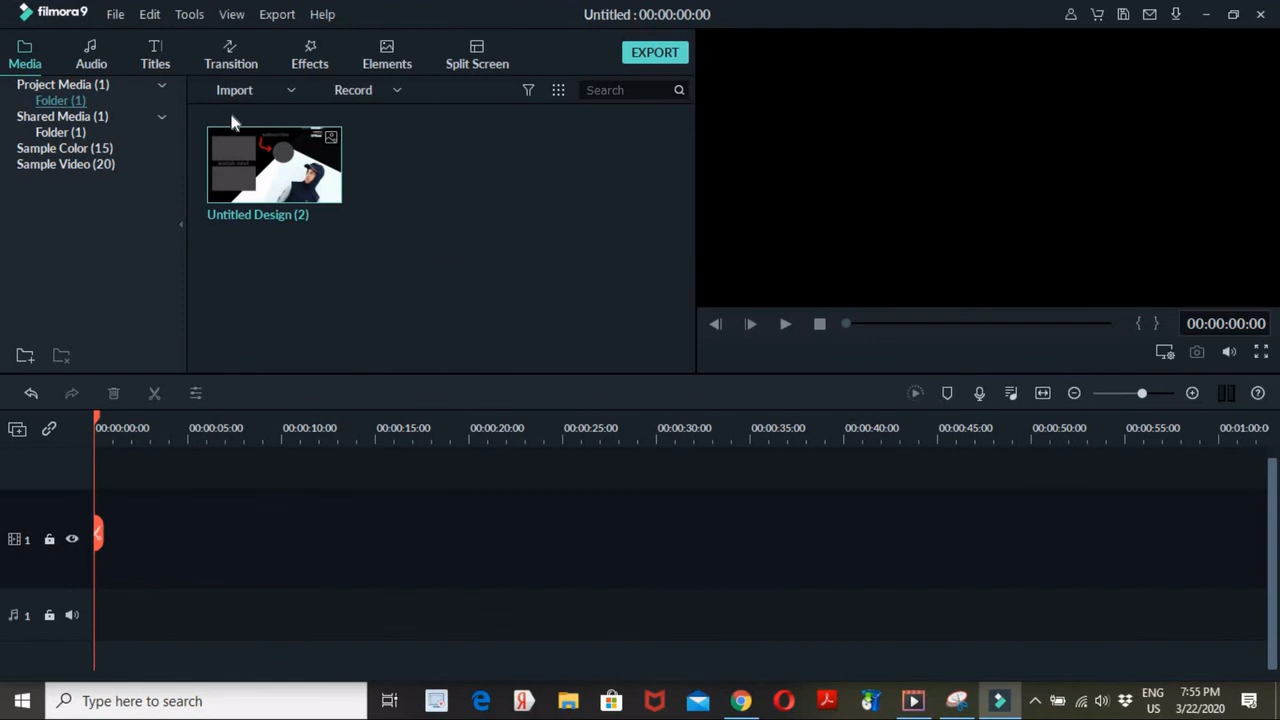 filmora9
File Edit Tools View Export Help
Untitled : 00:00:00:00
Media Audio Titles Transition Effects Elements Split Screen
EXPORT
Project Media (1)
Folder (1)
Shared Media (1)
Folder (1)
Sample Color (15)
Sample Video (20)
Import Record Search
Untitled Design (2)
00:00:00:00
00:00:00:00 00:00:05:00 00:00:10:00 00:00:15:00 00:00:20:00 00:00:25:00 00:00:30:00 00:00:35:00 00:00:40:00 00:00:45:00 00:00:50:00 00:00:55:00 00:01:00:0
1
1
Type here to search
ENG
US
7:55 PM
3/22/2020